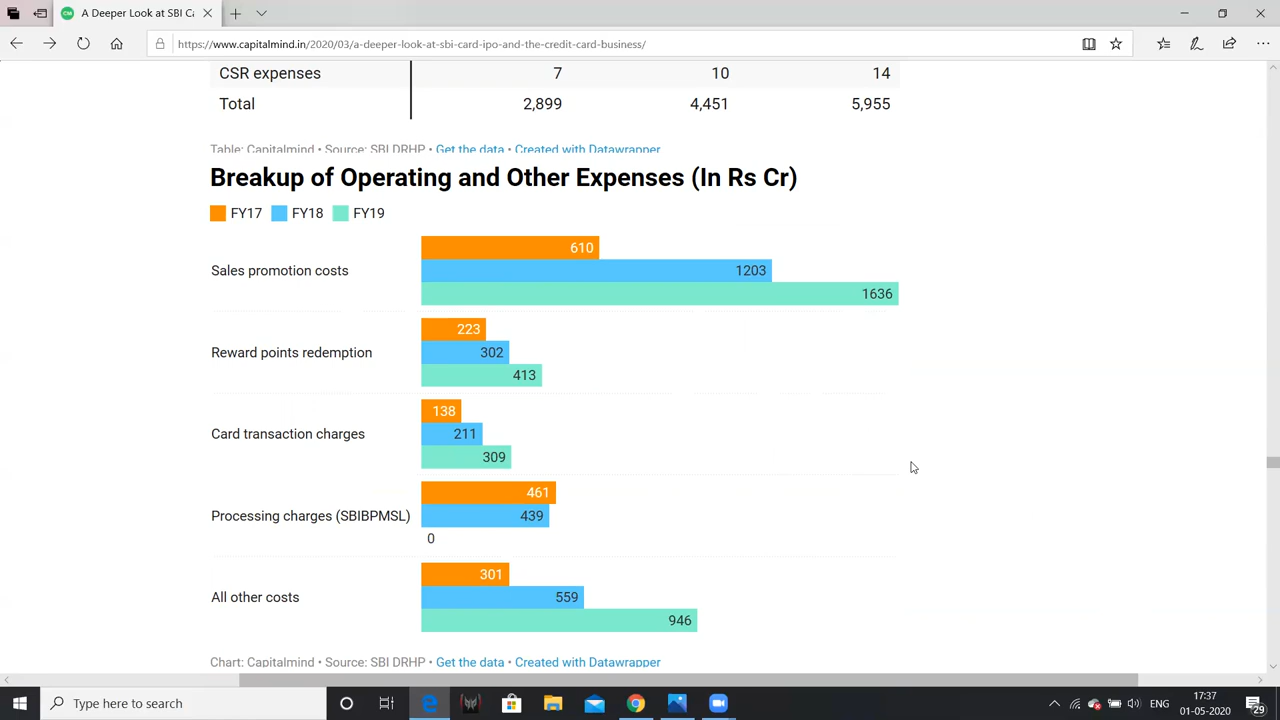 A Deeper Look at SBI Ca
https://www.capitalmind.in/2020/03/a-deeper-look-at-sbi-card-ipo-and-the-credit-card-business/
CSR expenses 7 10 14
Total 2,899 4,451 5,955
Table: Capitalmind • Source: SBI DRHP • Get the data • Created with Datawrapper
Breakup of Operating and Other Expenses (In Rs Cr)
FY17 FY18 FY19
610
Sales promotion costs 1203
1636
223
Reward points redemption 302
413
138
Card transaction charges 211
309
461
Processing charges (SBIBPMSL) 439
0
301
All other costs 559
946
Chart: Capitalmind • Source: SBI DRHP • Get the data • Created with Datawrapper
Type here to search
ENG
17:37
01-05-2020
29